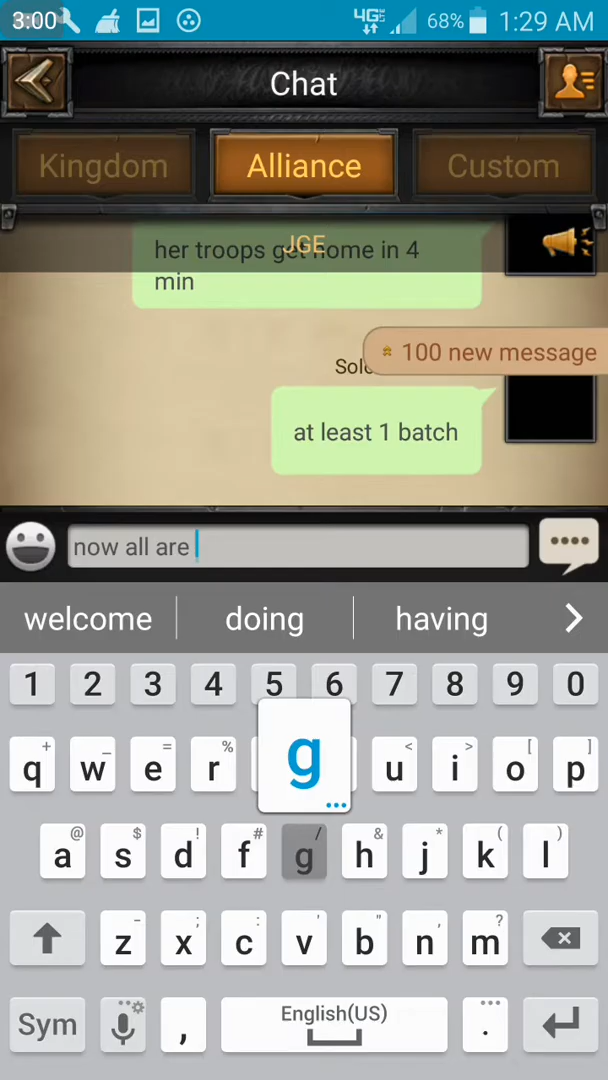 3:00 4G 68% 1:29 AM
Chat
Kingdom Alliance Custom
JGE
her troops get home in 4
min
100 new message
Solo
at least 1 batch
now all are
welcome doing having
1 2 3 4 5 6 7 8 9 0
+ _ = % < > [ ]
q w e r g u i o p
@ $ ! # / & * ( )
a s d f g h j k l
- ; : ' " , ?
z x c v b n m
English(US)
Sym , .